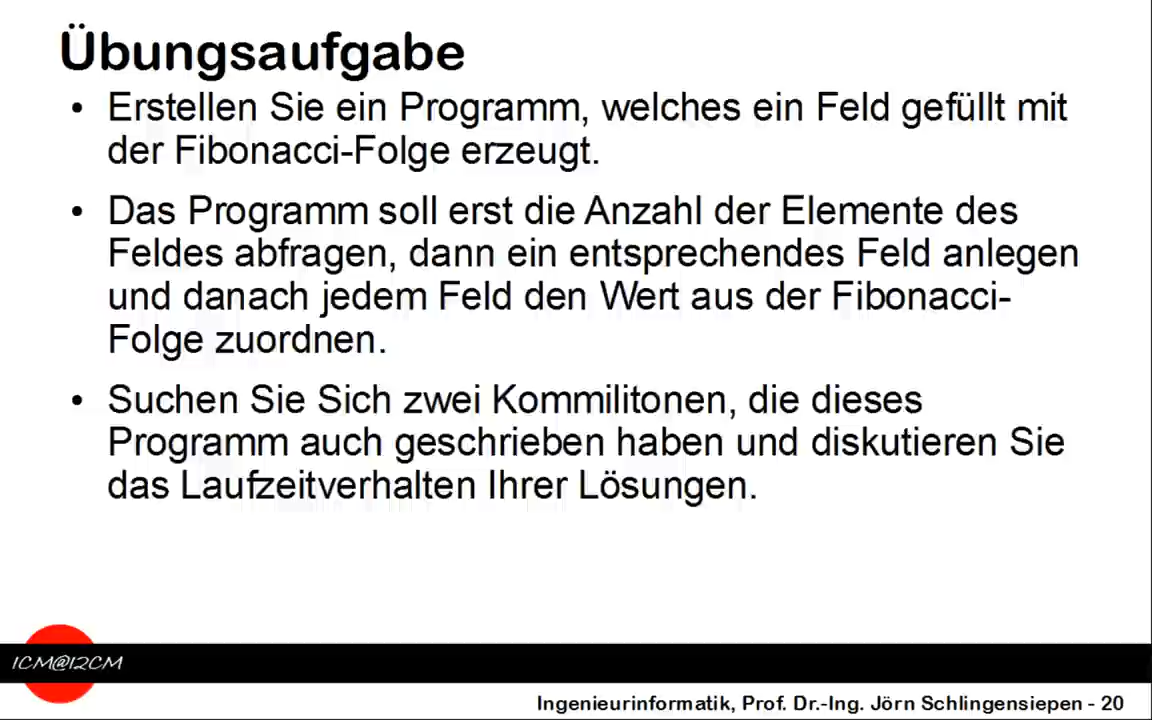 Übungsaufgabe
• Erstellen Sie ein Programm, welches ein Feld gefüllt mit
der Fibonacci-Folge erzeugt.
• Das Programm soll erst die Anzahl der Elemente des
Feldes abfragen, dann ein entsprechendes Feld anlegen
und danach jedem Feld den Wert aus der Fibonacci-
Folge zuordnen.
• Suchen Sie Sich zwei Kommilitonen, die dieses
Programm auch geschrieben haben und diskutieren Sie
das Laufzeitverhalten Ihrer Lösungen.
1CM@12CM
Ingenieurinformatik, Prof. Dr.-Ing. Jörn Schlingensiepen - 20